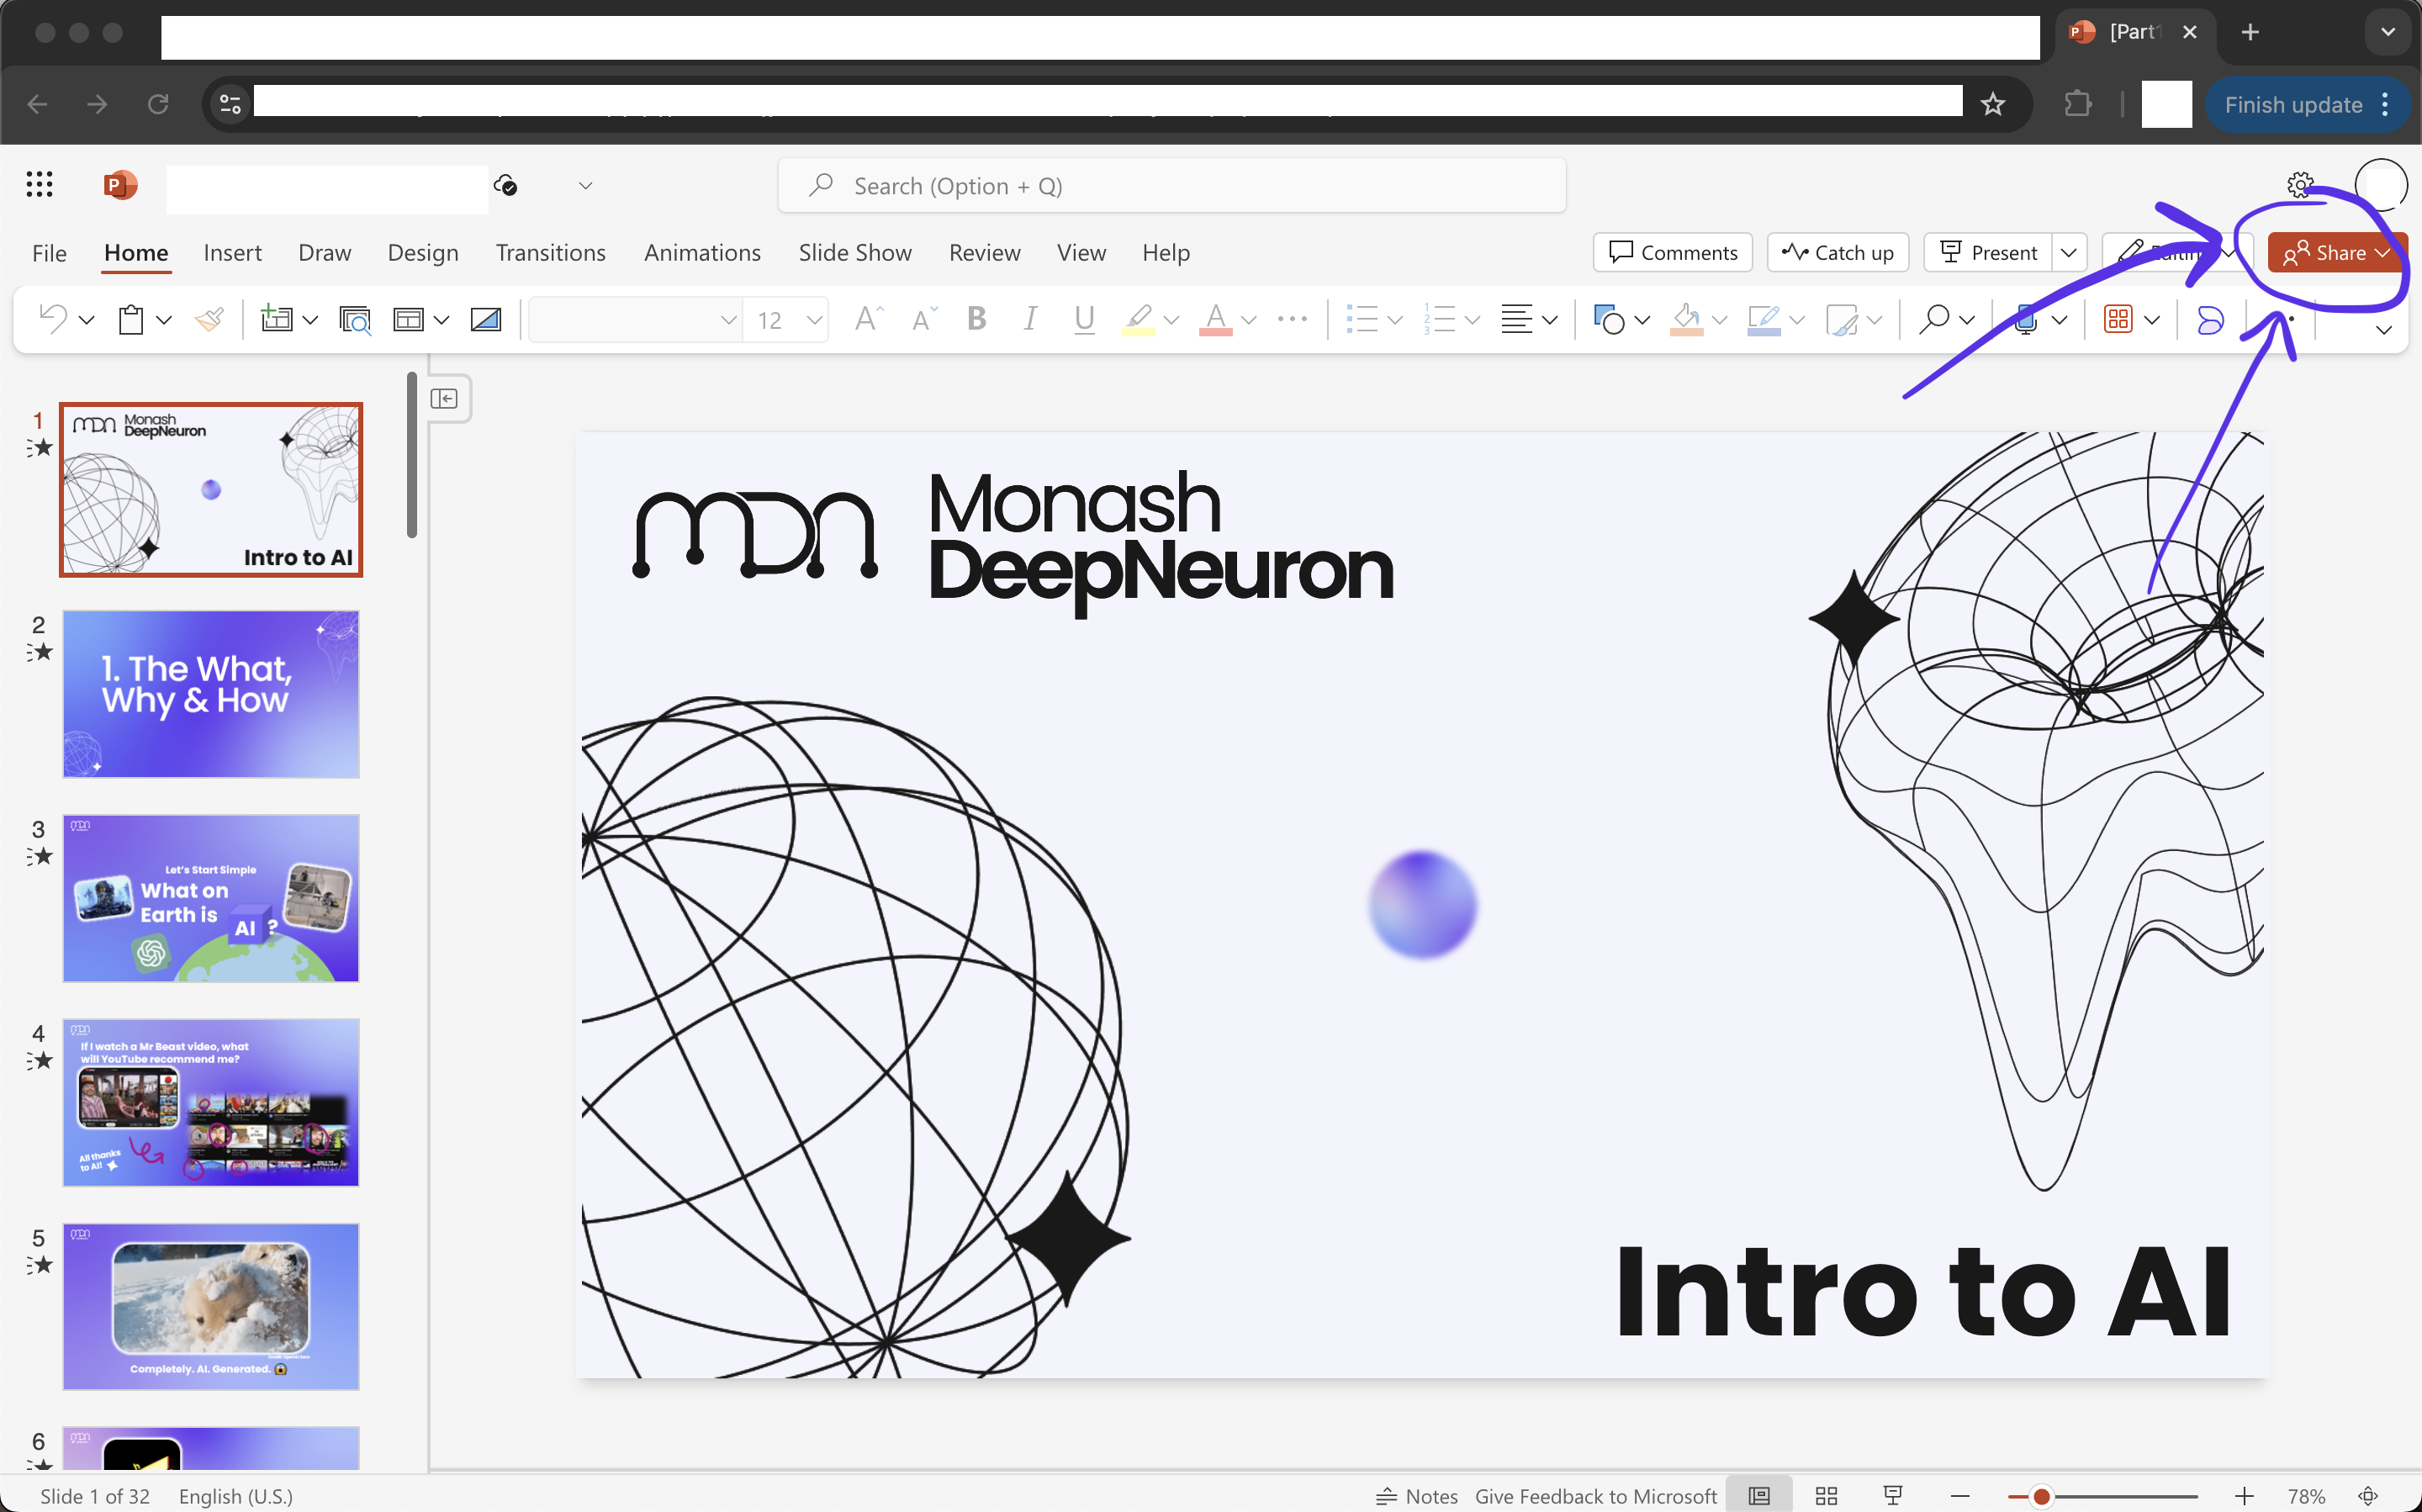 [Part1
Finish update
Search (Option + Q)
File Home Insert Draw Design Transitions Animations Slide Show Review View Help
Comments Catch up Present Editing Share
12
1
Monash
DeepNeuron
Intro to AI
2
1. The What,
Why & How
3
Let's Start Simple
What on
Earth is
AI ?
4
If I watch a Mr Beast video, what
will YouTube recommend me?
All thanks
to AI!
5
Completely. AI. Generated.
6
mDn
Monash
DeepNeuron
Intro to AI
Slide 1 of 32 English (U.S.) Notes Give Feedback to Microsoft 78%